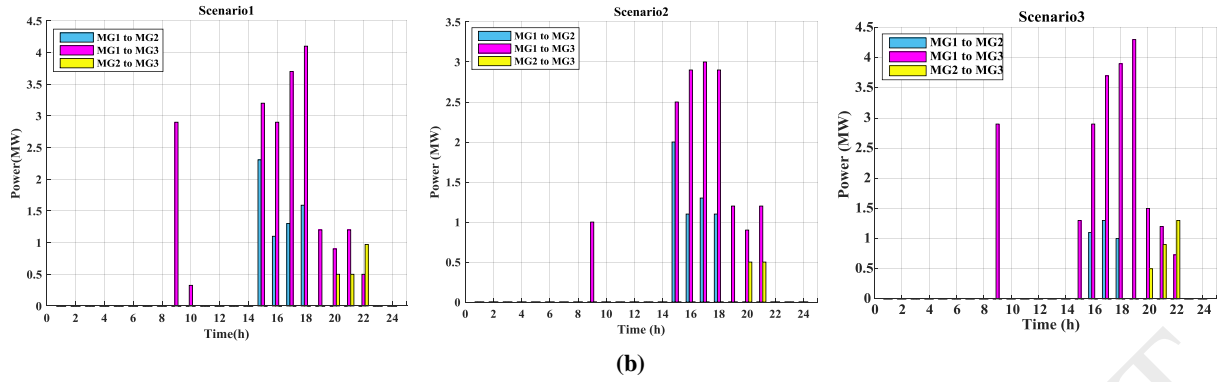 Scenario1
4.5
4
3.5
3
2.5
2
1.5
1
0.5
0
Power(MW)
MG1 to MG2
MG1 to MG3
MG2 to MG3
0 2 4 6 8 10 12 14 16 18 20 22 24
Time(h)
Scenario2
3.5
3
2.5
2
1.5
1
0.5
0
Power (MW)
MG1 to MG2
MG1 to MG3
MG2 to MG3
0 2 4 6 8 10 12 14 16 18 20 22 24
Time (h)
Scenario3
4.5
4
3.5
3
2.5
2
1.5
1
0.5
0
Power (MW)
MG1 to MG2
MG1 to MG3
MG2 to MG3
0 2 4 6 8 10 12 14 16 18 20 22 24
Time (h)
(b)
T